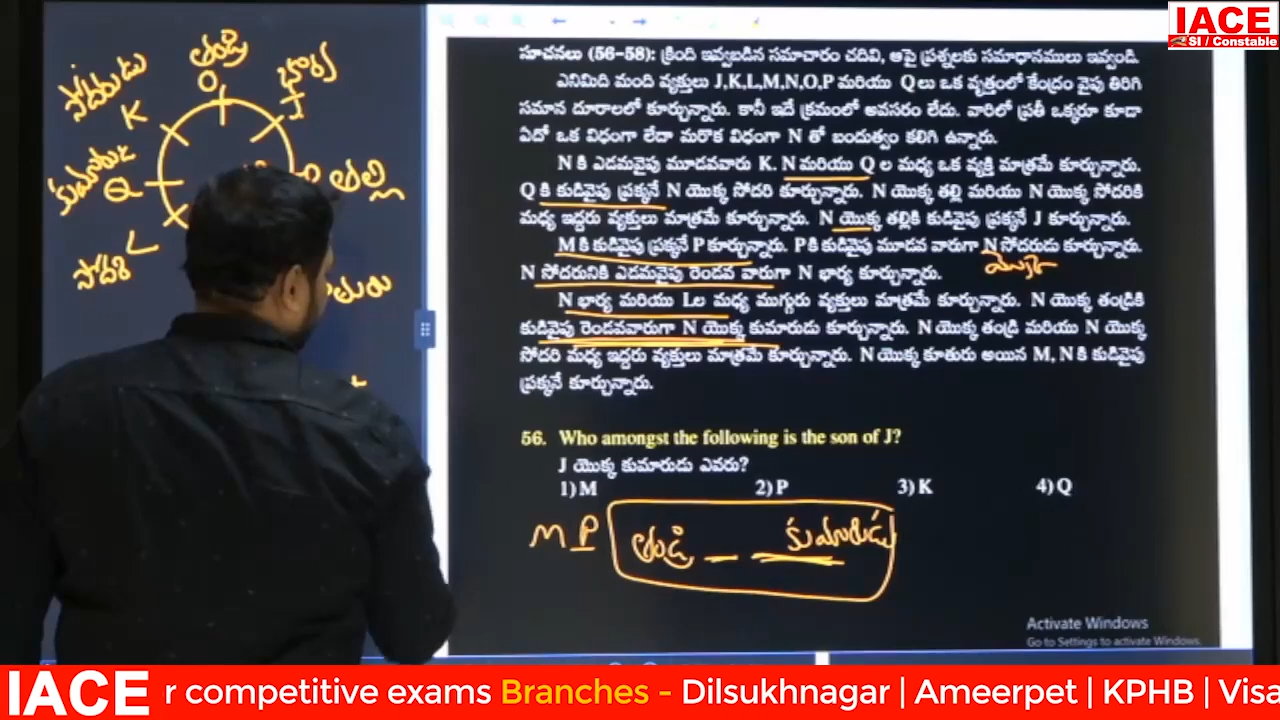 IACE
SI / Constable
సూచనలు (56-58): క్రింది ఇవ్వబడిన సమాచారం చదివి, ఆపై ప్రశ్నలకు సమాధానములు ఇవ్వండి.
ఎనిమిది మంది వ్యక్తులు J,K,L,M,N,O,P మరియు Q లు ఒక వృత్తంలో కేంద్రం వైపు తిరిగి
సమాన దూరాలలో కూర్చున్నారు. కానీ ఇదే క్రమంలో అవసరం లేదు. వారిలో ప్రతీ ఒక్కరూ కూడా
ఏదో ఒక విధంగా లేదా మరొక విధంగా N తో బంధుత్వం కలిగి ఉన్నారు.
N కి ఎడమవైపు మూడవవారు K. N మరియు Q ల మధ్య ఒక వ్యక్తి మాత్రమే కూర్చున్నారు.
Q కి కుడివైపు ప్రక్కనే N యొక్క సోదరి కూర్చున్నారు. N యొక్క తల్లి మరియు N యొక్క సోదరికి
మధ్య ఇద్దరు వ్యక్తులు మాత్రమే కూర్చున్నారు. N యొక్క తల్లికి కుడివైపు ప్రక్కనే J కూర్చున్నారు.
M కి కుడివైపు ప్రక్కనే P కూర్చున్నారు. P కి కుడివైపు మూడవ వారుగా N సోదరుడు కూర్చున్నారు.
N సోదరునికి ఎడమవైపు రెండవ వారుగా N భార్య కూర్చున్నారు.
N భార్య మరియు L ల మధ్య ముగ్గురు వ్యక్తులు మాత్రమే కూర్చున్నారు. N యొక్క తండ్రికి
కుడివైపు రెండవవారుగా N యొక్క కుమారుడు కూర్చున్నారు. N యొక్క తండ్రి మరియు N యొక్క
సోదరి మధ్య ఇద్దరు వ్యక్తులు మాత్రమే కూర్చున్నారు. N యొక్క కూతురు అయిన M, N కి కుడివైపు
ప్రక్కనే కూర్చున్నారు.
56. Who amongst the following is the son of J?
J యొక్క కుమారుడు ఎవరు?
1) M 2) P 3) K 4) Q
M P తండ్రి _ కుమారుడు
తండ్రి
O
భార్య
సోదరుడు
K
తల్లి
కుమారుడు
Q
L
సోదరి
Activate Windows
Go to Settings to activate Windows.
IACE r competitive exams Branches - Dilsukhnagar | Ameerpet | KPHB | Visa